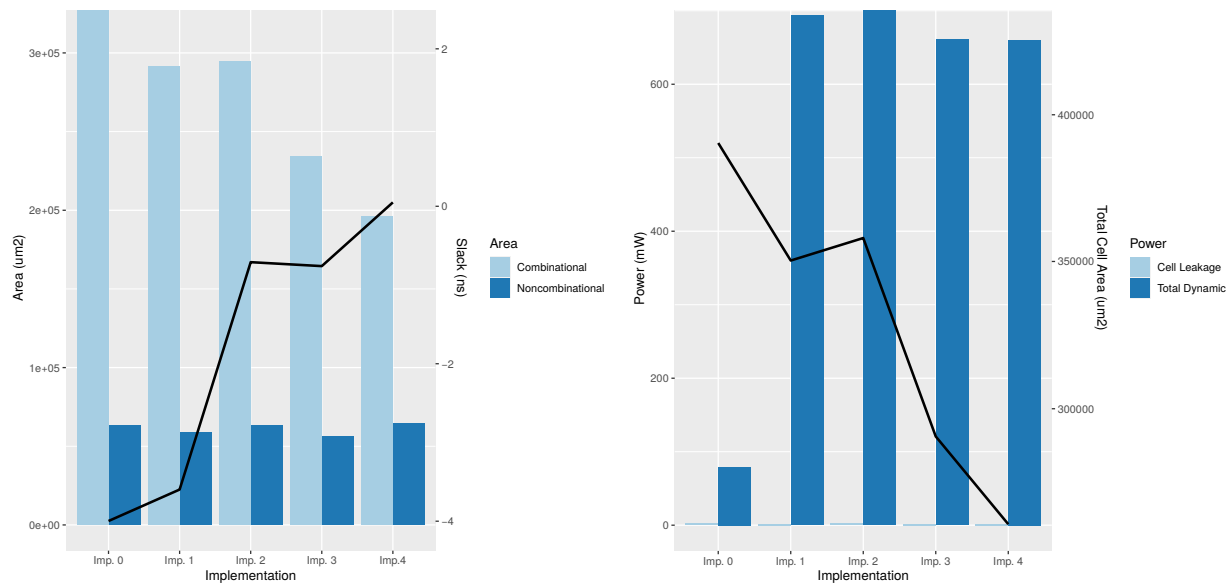 3e+05
2e+05
1e+05
0e+00
Area (um2)
2
0
−2
−4
Slack (ns)
Imp. 0
Imp. 1
Imp. 2
Imp. 3
Imp.4
Implementation
Area
Combinational
Noncombinational
600
400
200
0
Power (mW)
400000
350000
300000
Total Cell Area (um2)
Imp. 0
Imp. 1
Imp. 2
Imp. 3
Imp. 4
Implementation
Power
Cell Leakage
Total Dynamic